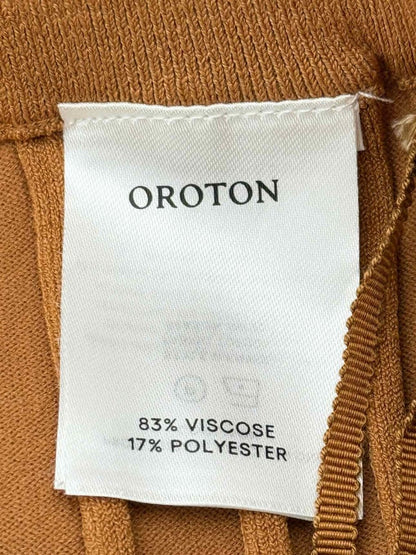 OROTON
83% VISCOSE
17% POLYESTER